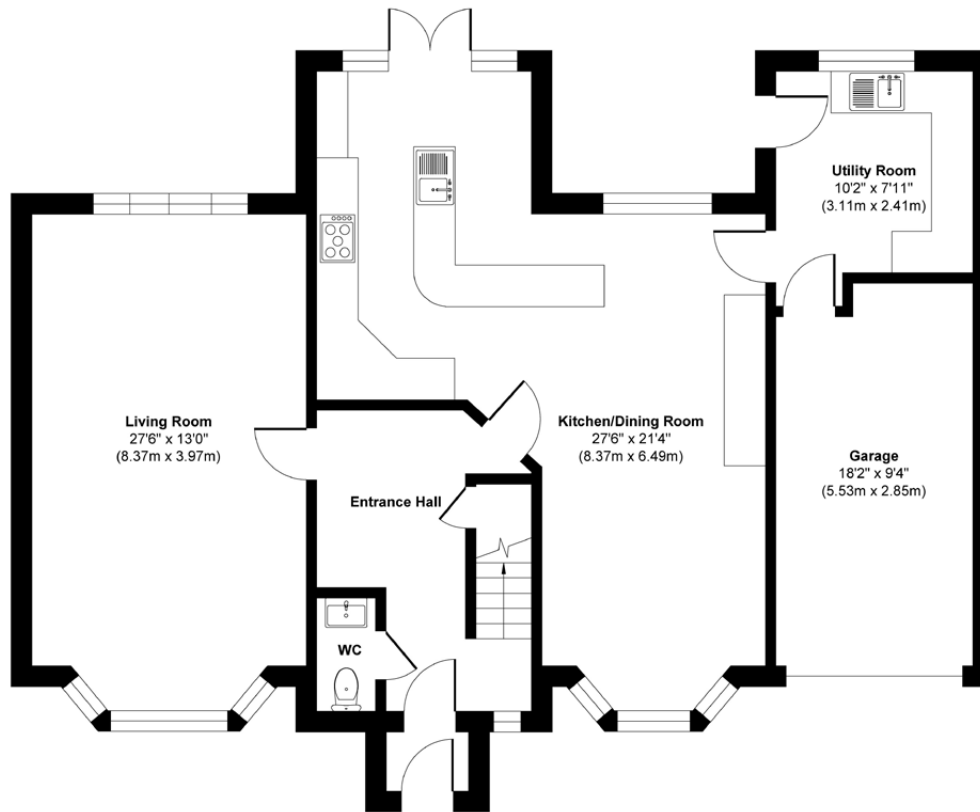 Utility Room
10'2" x 7'11"
(3.11m x 2.41m)
Living Room
27'6" x 13'0"
(8.37m x 3.97m)
Kitchen/Dining Room
27'6" x 21'4"
(8.37m x 6.49m)
Garage
18'2" x 9'4"
(5.53m x 2.85m)
Entrance Hall
WC